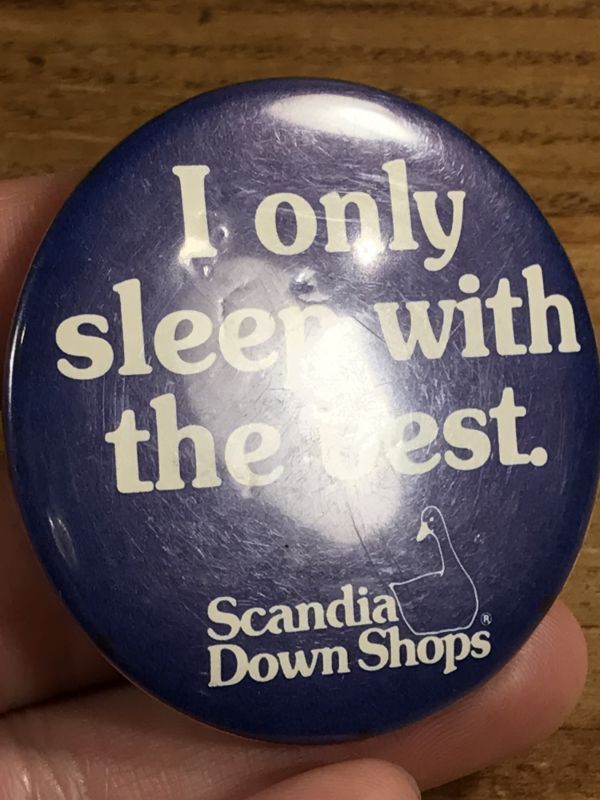 I only
sleep with
the best.
Scandia
Down Shops®